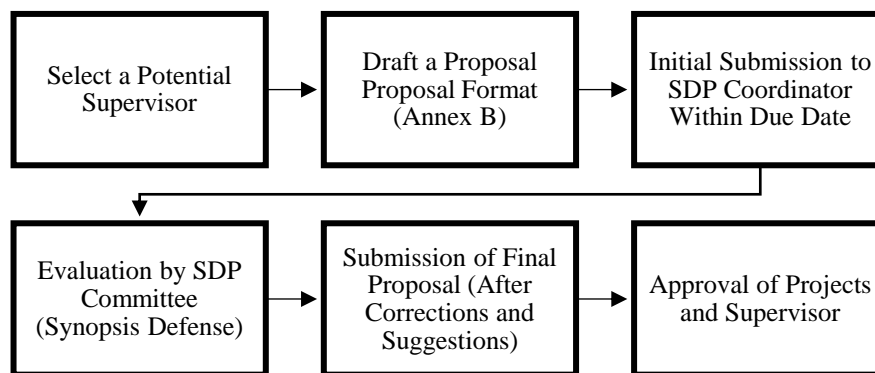 Select a Potential
Supervisor
Draft a Proposal
Proposal Format
(Annex B)
Initial Submission to
SDP Coordinator
Within Due Date
Evaluation by SDP
Committee
(Synopsis Defense)
Submission of Final
Proposal (After
Corrections and
Suggestions)
Approval of Projects
and Supervisor